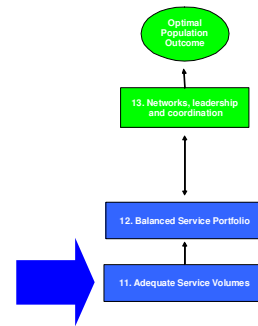 Optimal
Population
Outcome
13. Networks, leadership
and coordination
12. Balanced Service Portfolio
11. Adequate Service Volumes